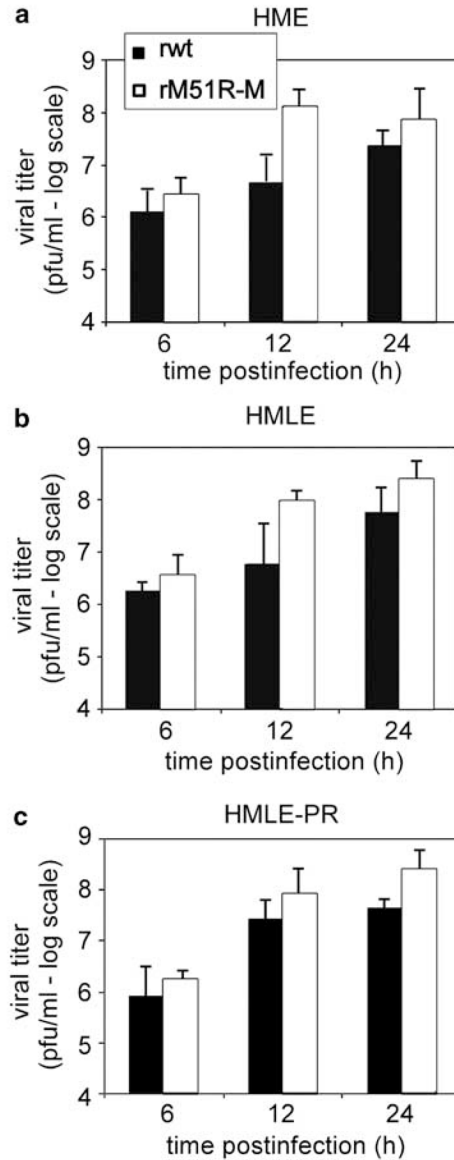 a
HME
rwt
rM51R-M
viral titer
(pfu/ml - log scale)
9
8
7
6
5
4
6 12 24
time postinfection (h)
b
HMLE
viral titer
(pfu/ml - log scale)
9
8
7
6
5
4
6 12 24
time postinfection (h)
c
HMLE-PR
viral titer
(pfu/ml - log scale)
9
8
7
6
5
4
6 12 24
time postinfection (h)